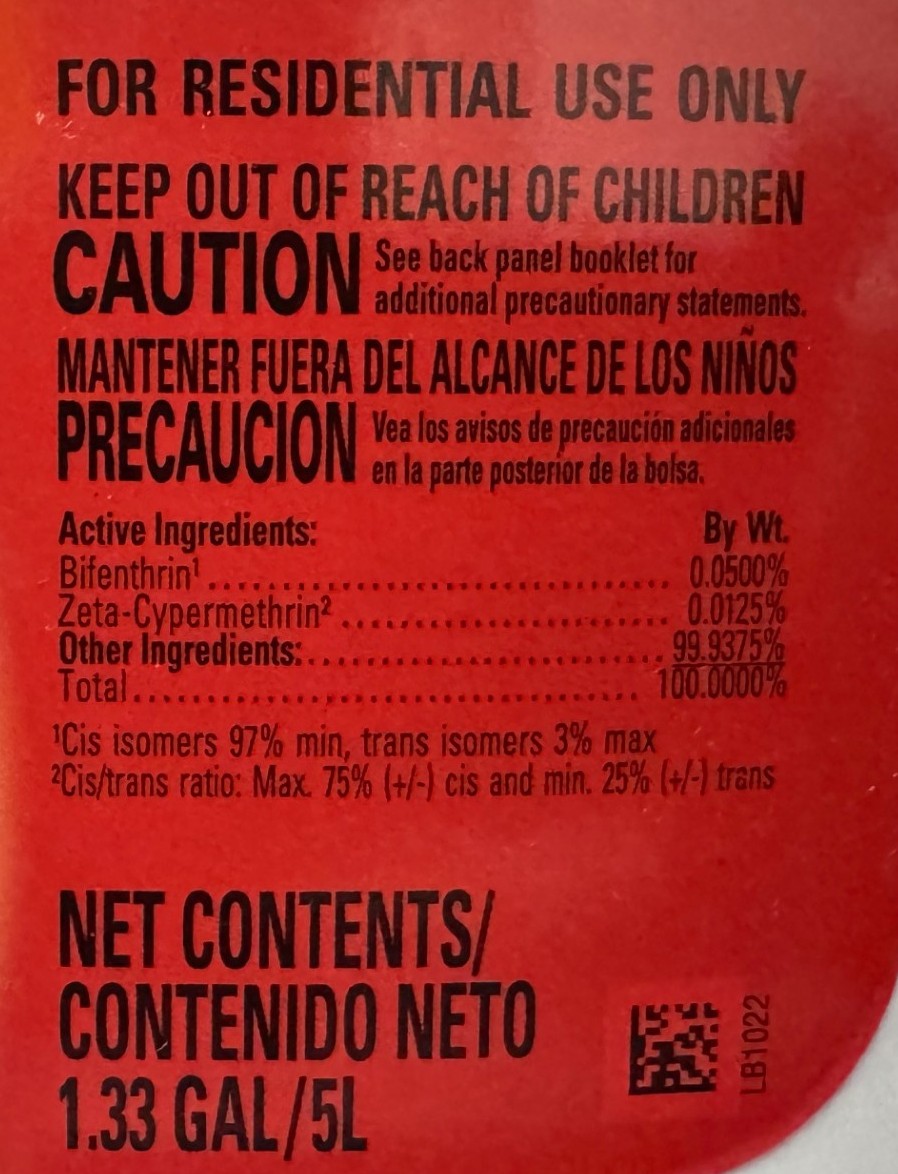 FOR RESIDENTIAL USE ONLY
KEEP OUT OF REACH OF CHILDREN
CAUTION See back panel booklet for
additional precautionary statements.
MANTENER FUERA DEL ALCANCE DE LOS NIÑOS
PRECAUCION Vea los avisos de precaución adicionales
en la parte posterior de la bolsa.
Active Ingredients: By Wt.
Bifenthrin¹ .......................................... 0.0500%
Zeta-Cypermethrin² ............................. 0.0125%
Other Ingredients:................................ 99.9375%
Total............................................. 100.0000%
¹Cis isomers 97% min, trans isomers 3% max
²Cis/trans ratio: Max. 75% (+/-) cis and min. 25% (+/-) trans
NET CONTENTS/
CONTENIDO NETO
1.33 GAL/5L
LB1022